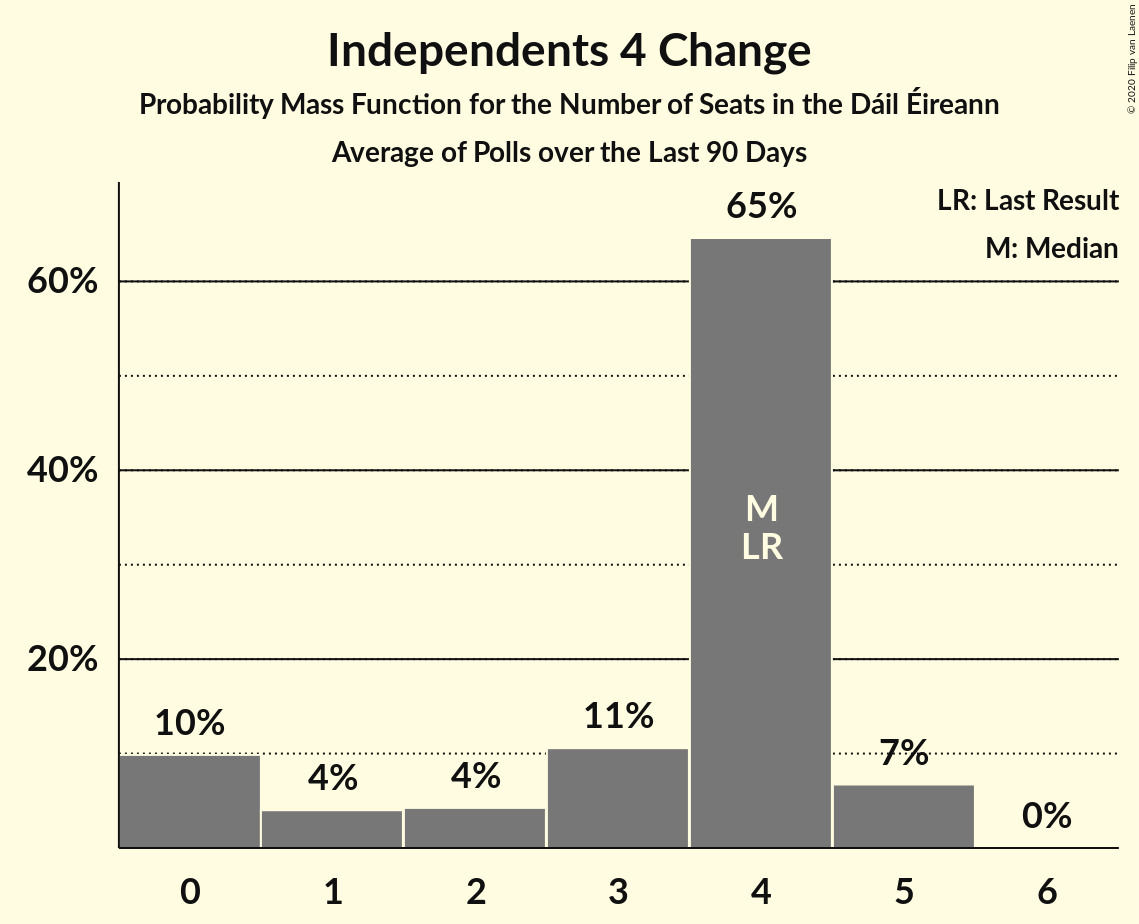 Independents 4 Change
Probability Mass Function for the Number of Seats in the Dáil Éireann
Average of Polls over the Last 90 Days
© 2020 Filip van Laenen
LR: Last Result
M: Median
60%
40%
20%
10%
4%
4%
11%
65%
7%
0%
M
LR
0
1
2
3
4
5
6